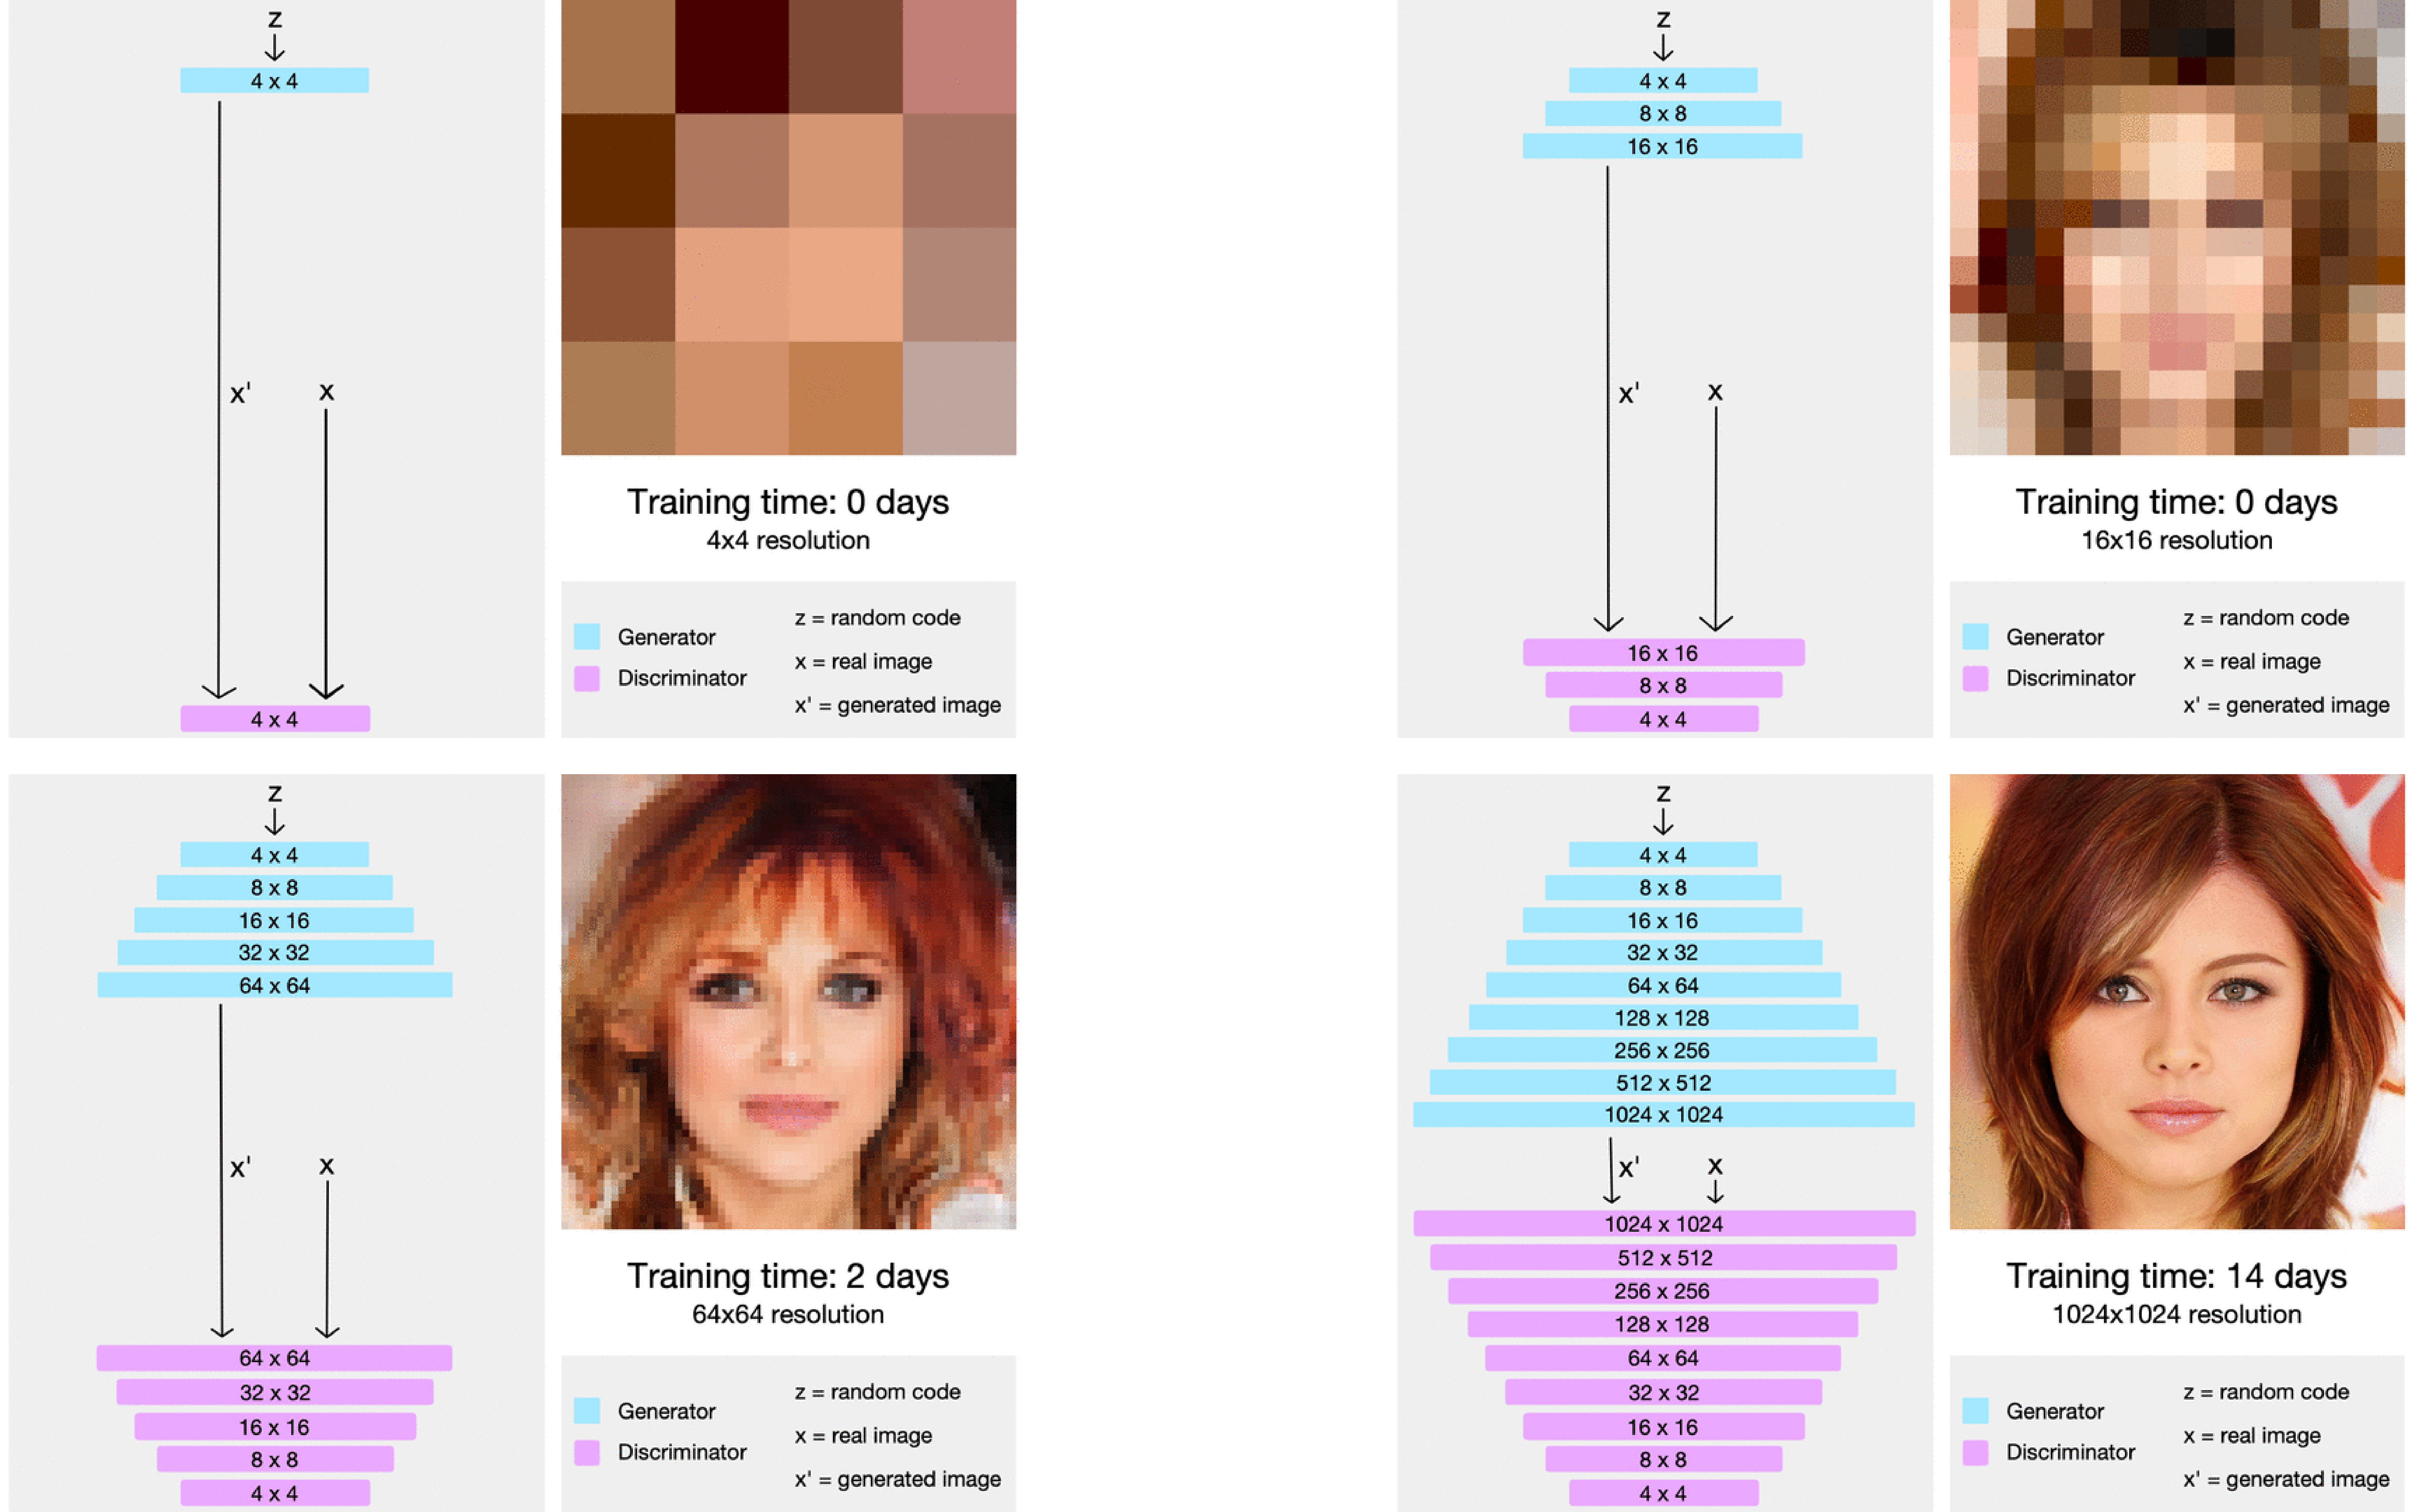 z
4 x 4
x'
x
4 x 4
Training time: 0 days
4x4 resolution
Generator
Discriminator
z = random code
x = real image
x' = generated image
z
4 x 4
8 x 8
16 x 16
x'
x
16 x 16
8 x 8
4 x 4
Training time: 0 days
16x16 resolution
Generator
Discriminator
z = random code
x = real image
x' = generated image
z
4 x 4
8 x 8
16 x 16
32 x 32
64 x 64
x'
x
64 x 64
32 x 32
16 x 16
8 x 8
4 x 4
Training time: 2 days
64x64 resolution
Generator
Discriminator
z = random code
x = real image
x' = generated image
z
4 x 4
8 x 8
16 x 16
32 x 32
64 x 64
128 x 128
256 x 256
512 x 512
1024 x 1024
x'
x
1024 x 1024
512 x 512
256 x 256
128 x 128
64 x 64
32 x 32
16 x 16
8 x 8
4 x 4
Training time: 14 days
1024x1024 resolution
Generator
Discriminator
z = random code
x = real image
x' = generated image